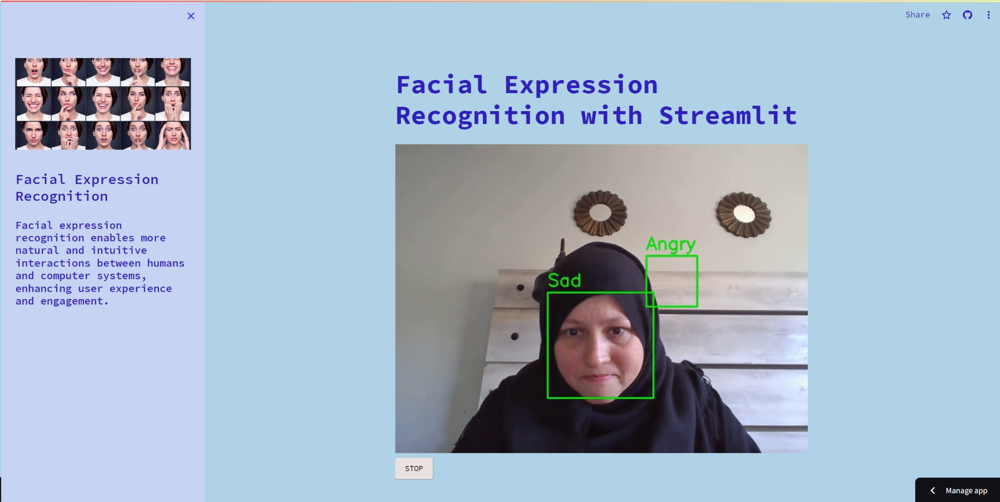 Share
Facial Expression
Recognition
Facial expression
recognition enables more
natural and intuitive
interactions between humans
and computer systems,
enhancing user experience
and engagement.
Facial Expression
Recognition with Streamlit
Angry
Sad
STOP
Manage app